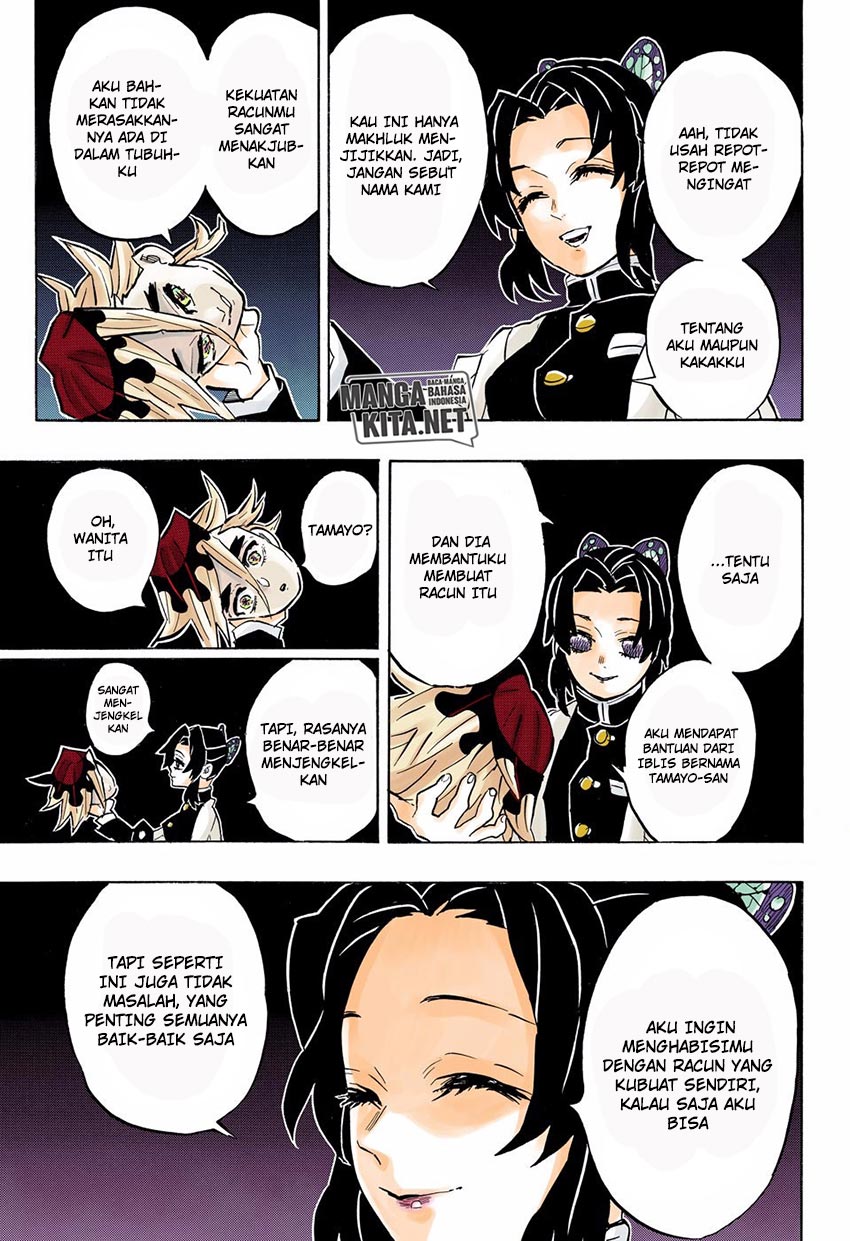 AAH, TIDAK
USAH REPOT-
REPOT ME-
NGINGAT
TENTANG
AKU MAUPUN
KAKAKKU
KAU INI HANYA
MAKHLUK MEN-
JIJIKKAN. JADI,
JANGAN SEBUT
NAMA KAMI
KEKUATAN
RACUNMU
SANGAT
MENAKJUB-
KAN
AKU BAH-
KAN TIDAK
MERASAKKAN-
NYA ADA DI
DALAM TUBUH-
KU
MANGA
KITA.NET
BACA MANGA
BAHASA
INDONESIA
...TENTU
SAJA
AKU MENDAPAT
BANTUAN DARI
IBLIS BERNAMA
TAMAYO-SAN
DAN DIA
MEMBANTUKU
MEMBUAT
RACUN ITU
TAMAYO?
OH,
WANITA
ITU
TAPI, RASANYA
BENAR-BENAR
MENJENGKEL-
KAN
SANGAT
MEN-
JENGKEL
KAN
AKU INGIN
MENGHABISIMU
DENGAN RACUN YANG
KUBUAT SENDIRI,
KALAU SAJA AKU
BISA
TAPI SEPERTI
INI JUGA TIDAK
MASALAH, YANG
PENTING SEMUANYA
BAIK-BAIK SAJA